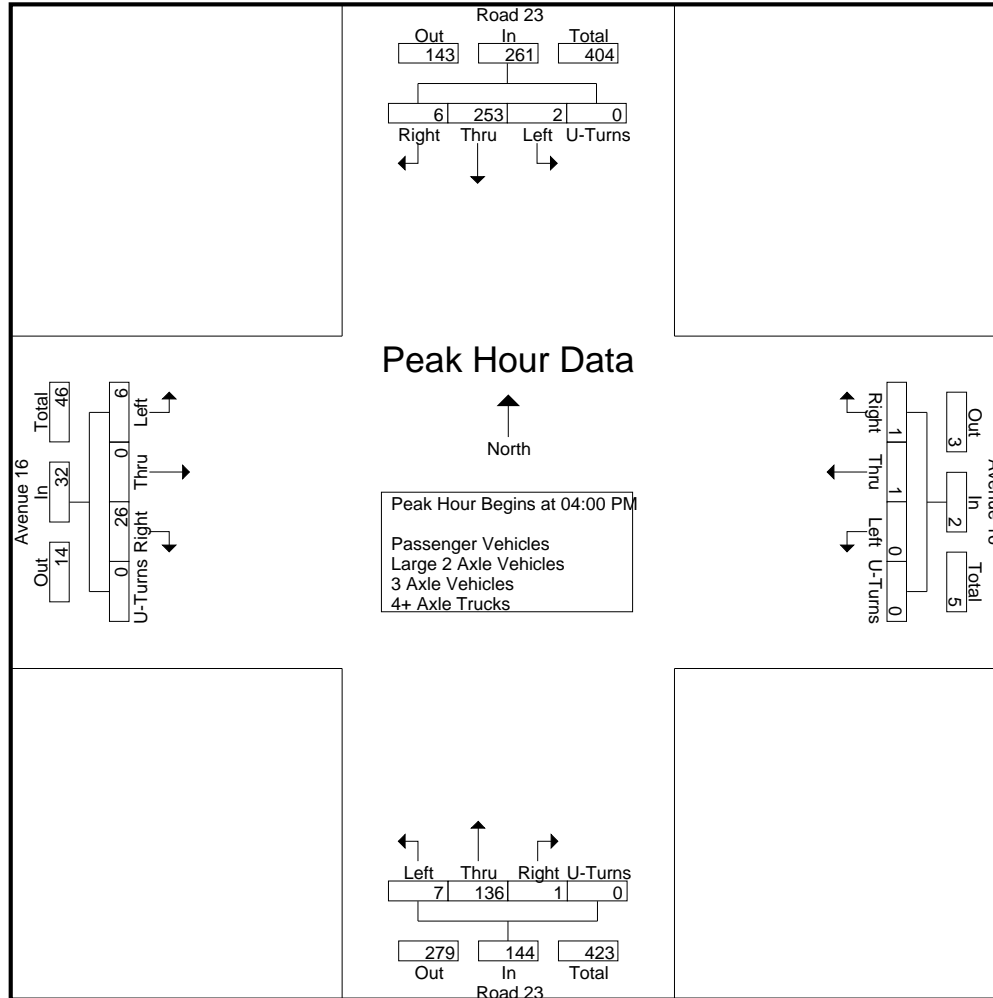 Road 23
Out In Total
143 261 404
6 253 2 0
Right Thru Left U-Turns
Peak Hour Data
North
Peak Hour Begins at 04:00 PM
Passenger Vehicles
Large 2 Axle Vehicles
3 Axle Vehicles
4+ Axle Trucks
Avenue 16
Total In Out
46 32 14
6 0 26 0
Left Thru Right U-Turns
Right Thru Left U-Turns
1 1 0 0
Out In Total
3 2 5
Left Thru Right U-Turns
7 136 1 0
279 144 423
Out In Total
Road 23